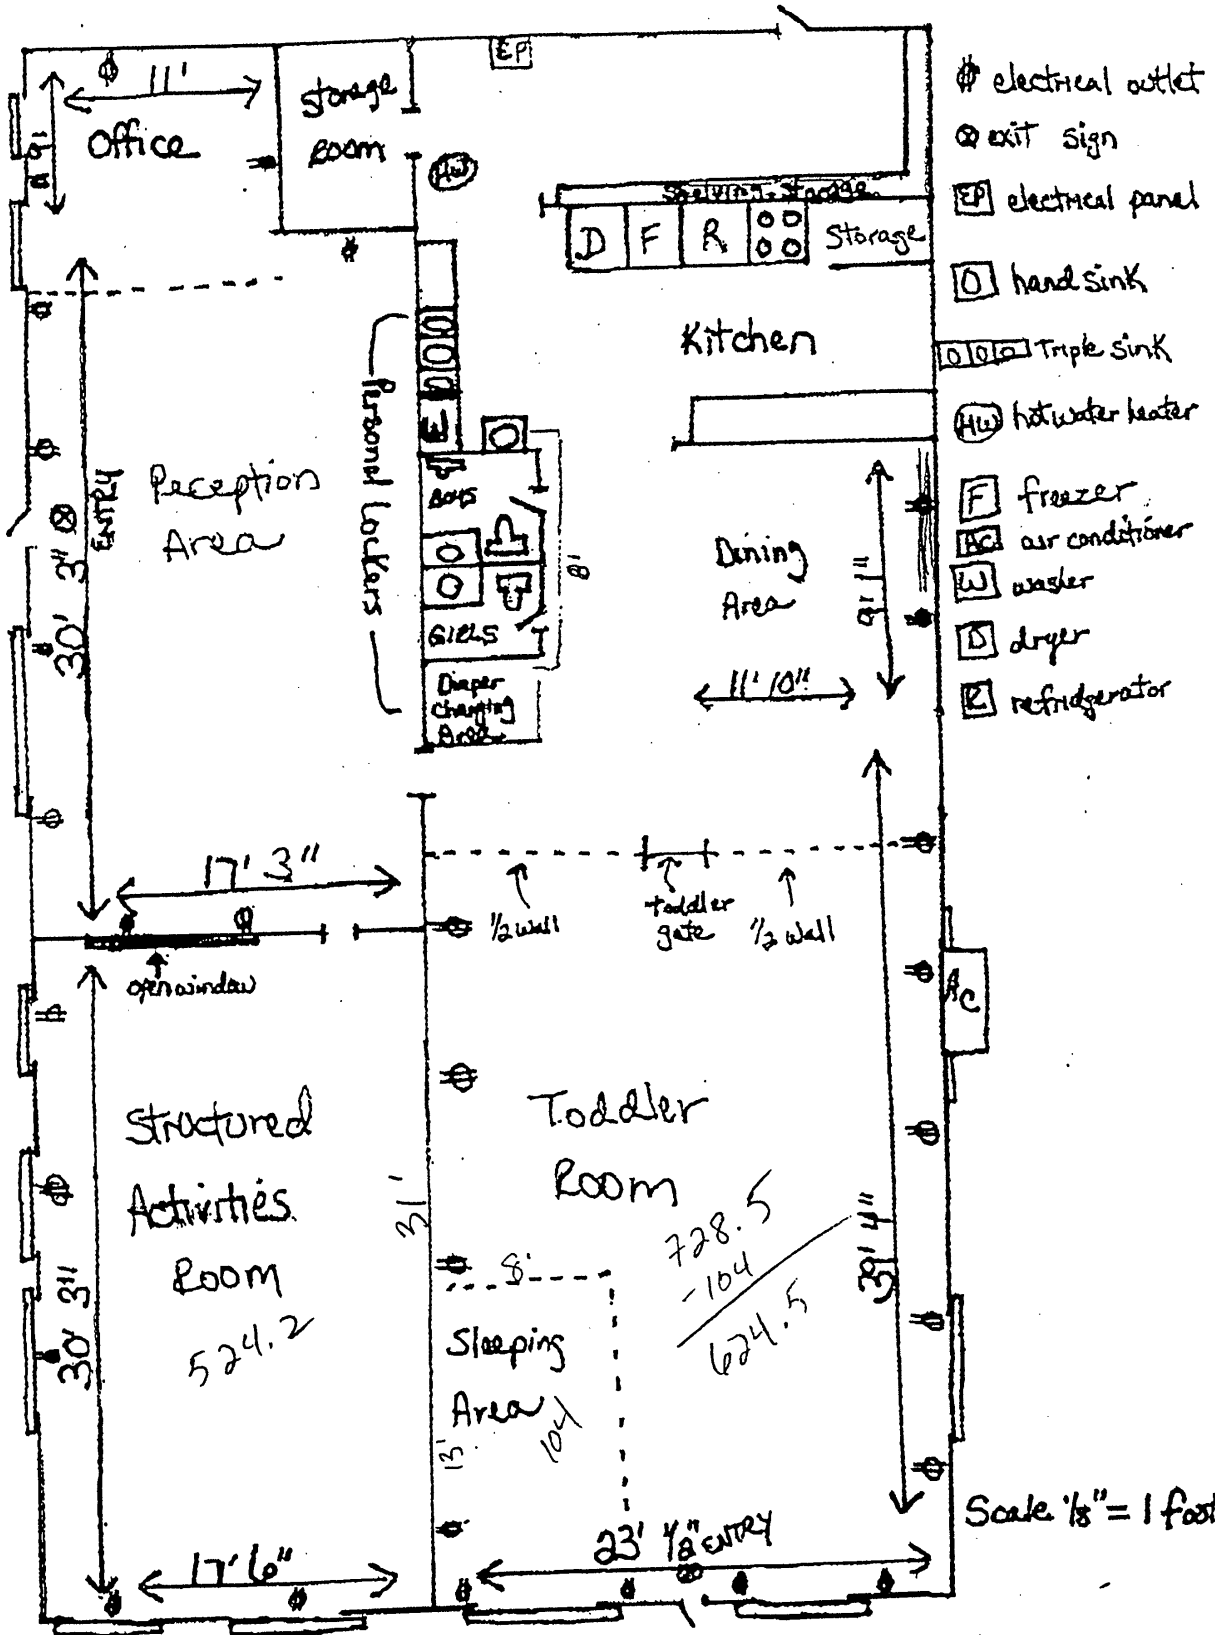 EP
11'
Office
Storage
Room
HW
Shelving-Storage
D
F
R
Storage
Kitchen
Personal Lockers
W
Reception
Area
ENTRY
30' 3"
BOYS
GIRLS
8'
Diaper
Changing
Area
Dining
Area
9' 1"
11' 10"
17' 3"
1/2 wall
toddler
gate
1/2 wall
open window
AC
Structured
Activities
Room
524.2
30' 3"
31'
Toddler
Room
728.5
-104
624.5
8'
Sleeping
Area
104
13'
17' 6"
23' 1/2"
ENTRY
electrical outlet
exit sign
EP electrical panel
hand sink
Triple sink
HW hot water heater
F freezer
AC air conditioner
W washer
D dryer
R refridgerator
Scale 1/8" = 1 foot